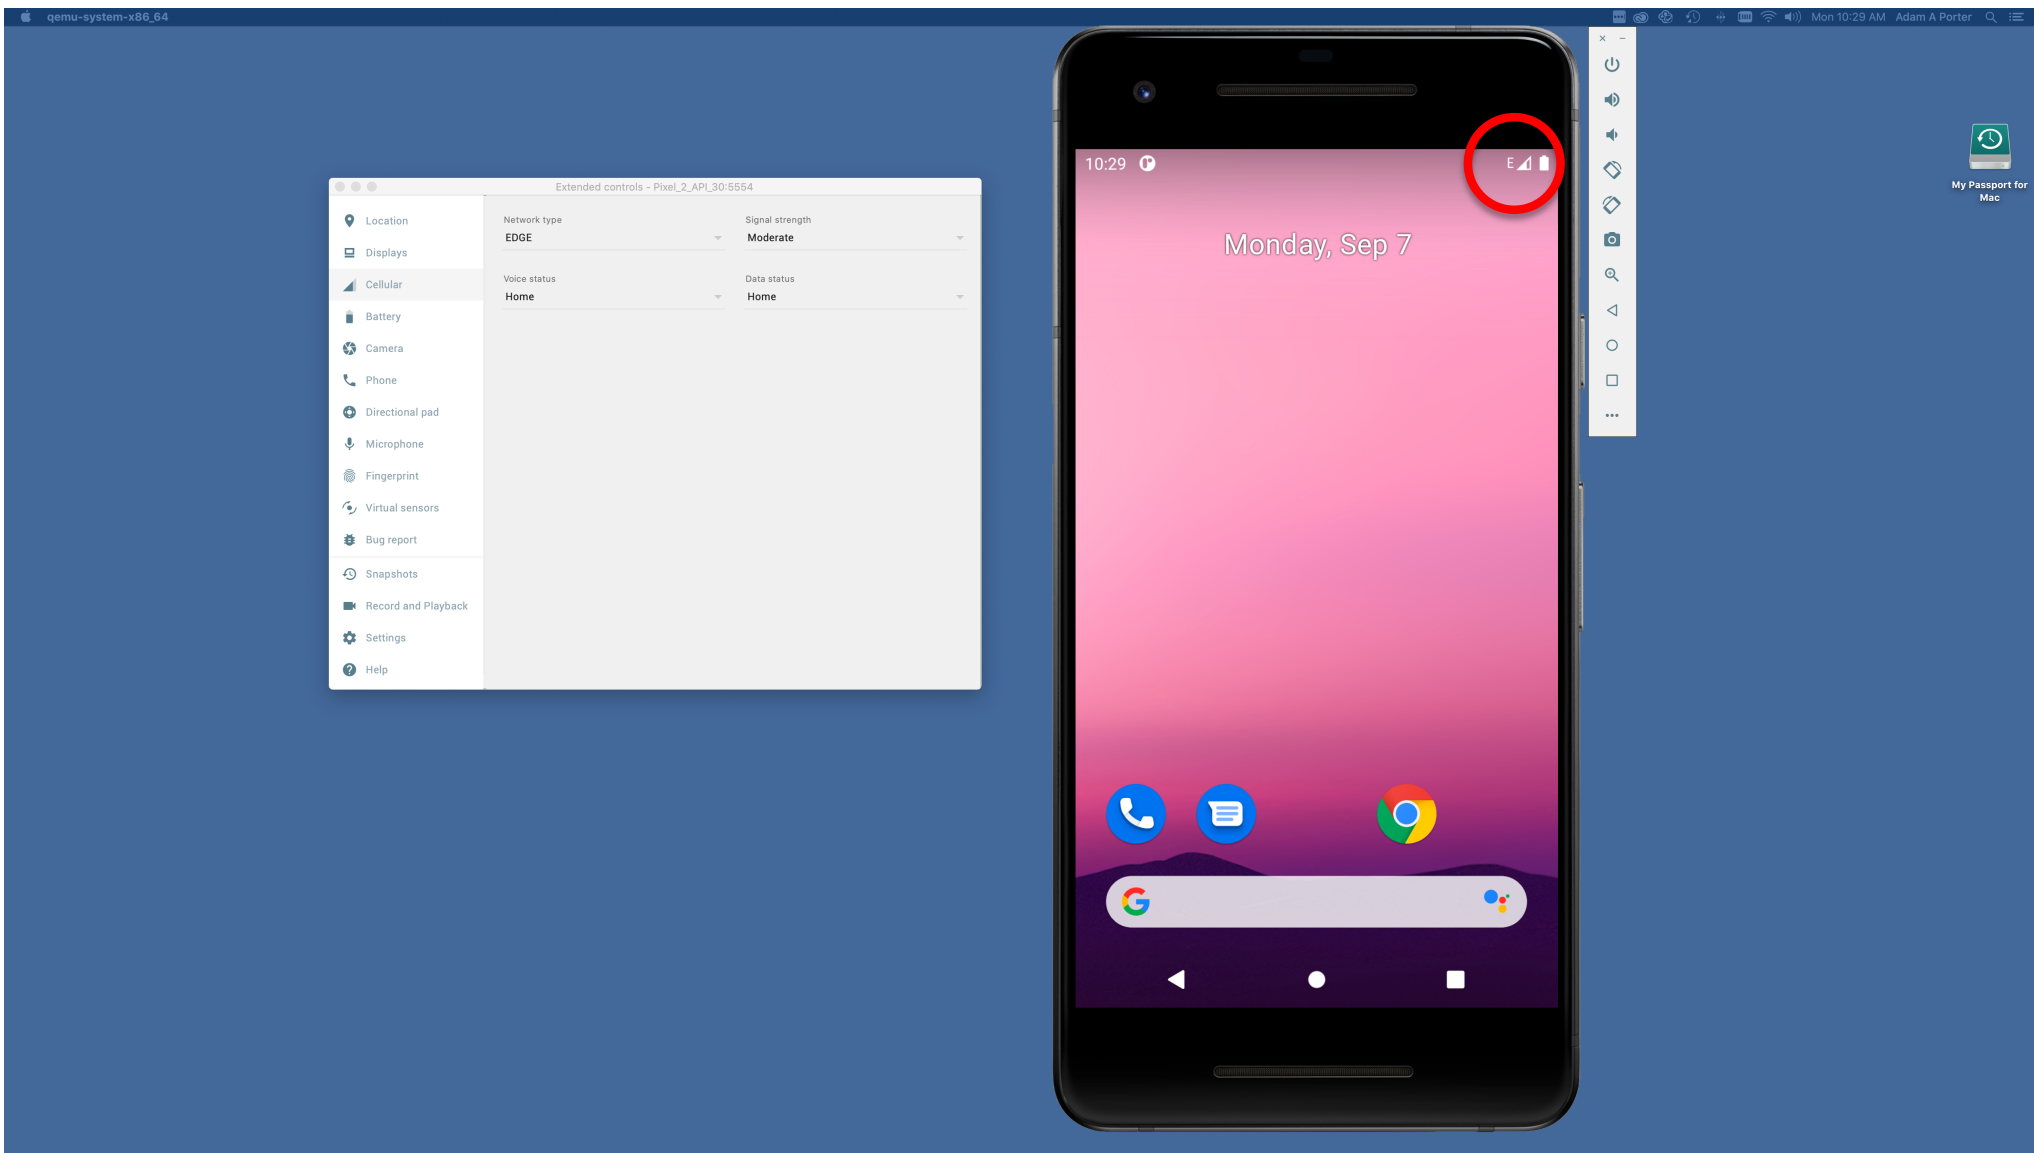 qemu-system-x86_64
Mon 10:29 AM Adam A Porter
My Passport for
Mac
Extended controls - Pixel_2_API_30:5554
Location
Displays
Cellular
Battery
Camera
Phone
Directional pad
Microphone
Fingerprint
Virtual sensors
Bug report
Snapshots
Record and Playback
Settings
Help
Network type
EDGE
Signal strength
Moderate
Voice status
Home
Data status
Home
10:29
E
Monday, Sep 7
G